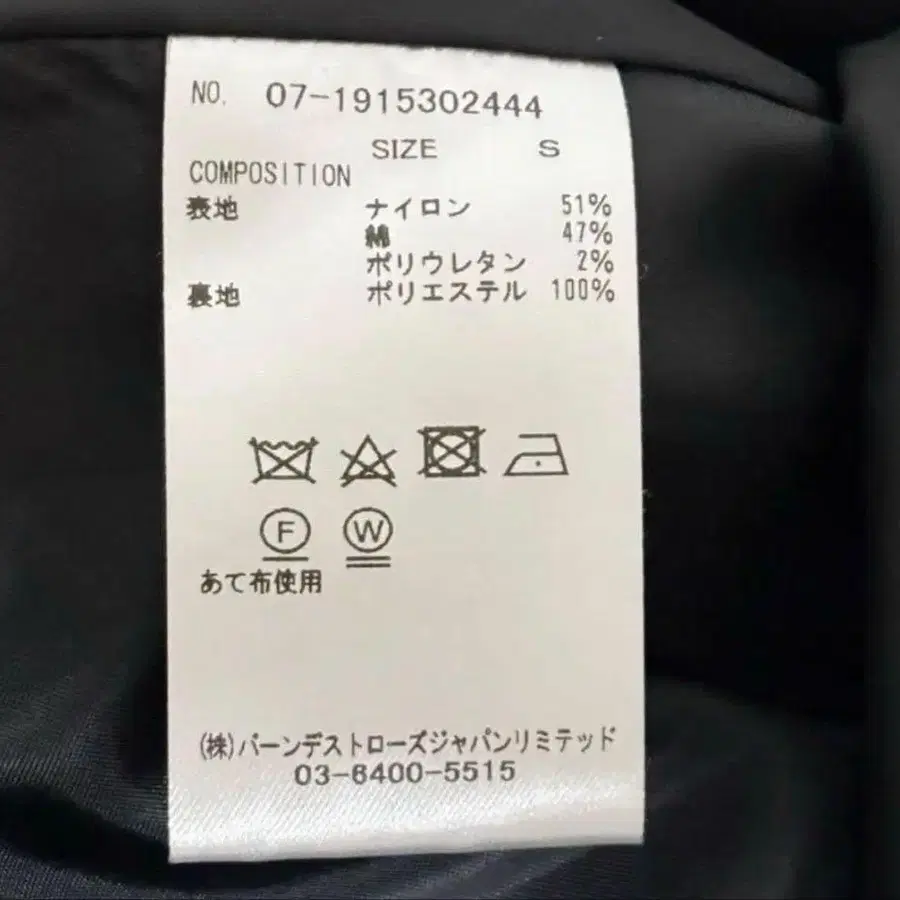 NO. 07-1915302444
SIZE S
COMPOSITION
表地 ナイロン 51%
綿 47%
ポリウレタン 2%
裏地 ポリエステル 100%
F W
あて布使用
(株)バーンデストローズジャパンリミテッド
03-6400-5515